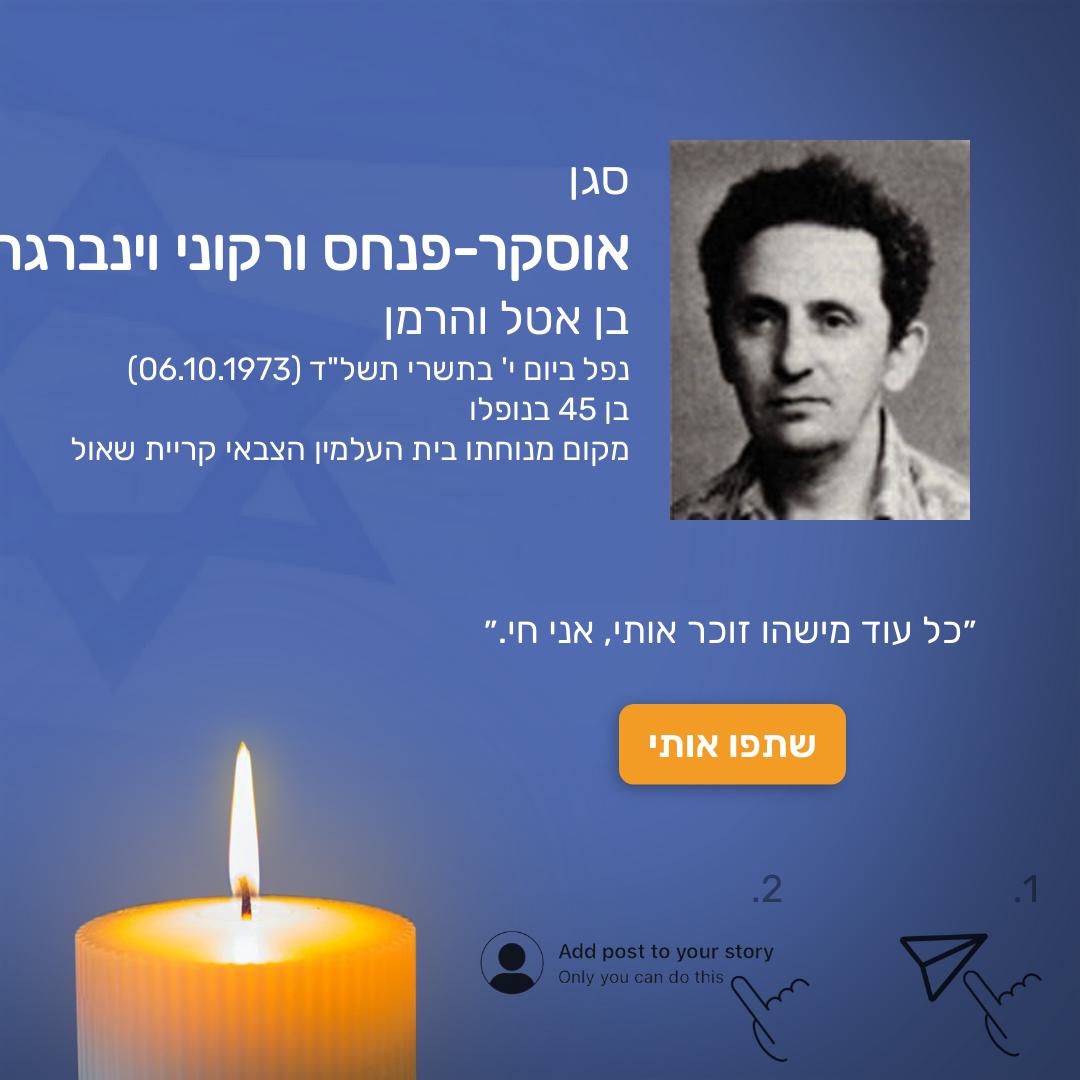 סגן
אוסקר-פנחס ורקוני וינברגר
בן אטל והרמן
נפל ביום י' בתשרי תשל"ד (06.10.1973)
בן 45 בנופלו
מקום מנוחתו בית העלמין הצבאי קריית שאול
״כל עוד מישהו זוכר אותי, אני חי.״
שתפו אותי
.1
.2
Add post to your story
Only you can do this